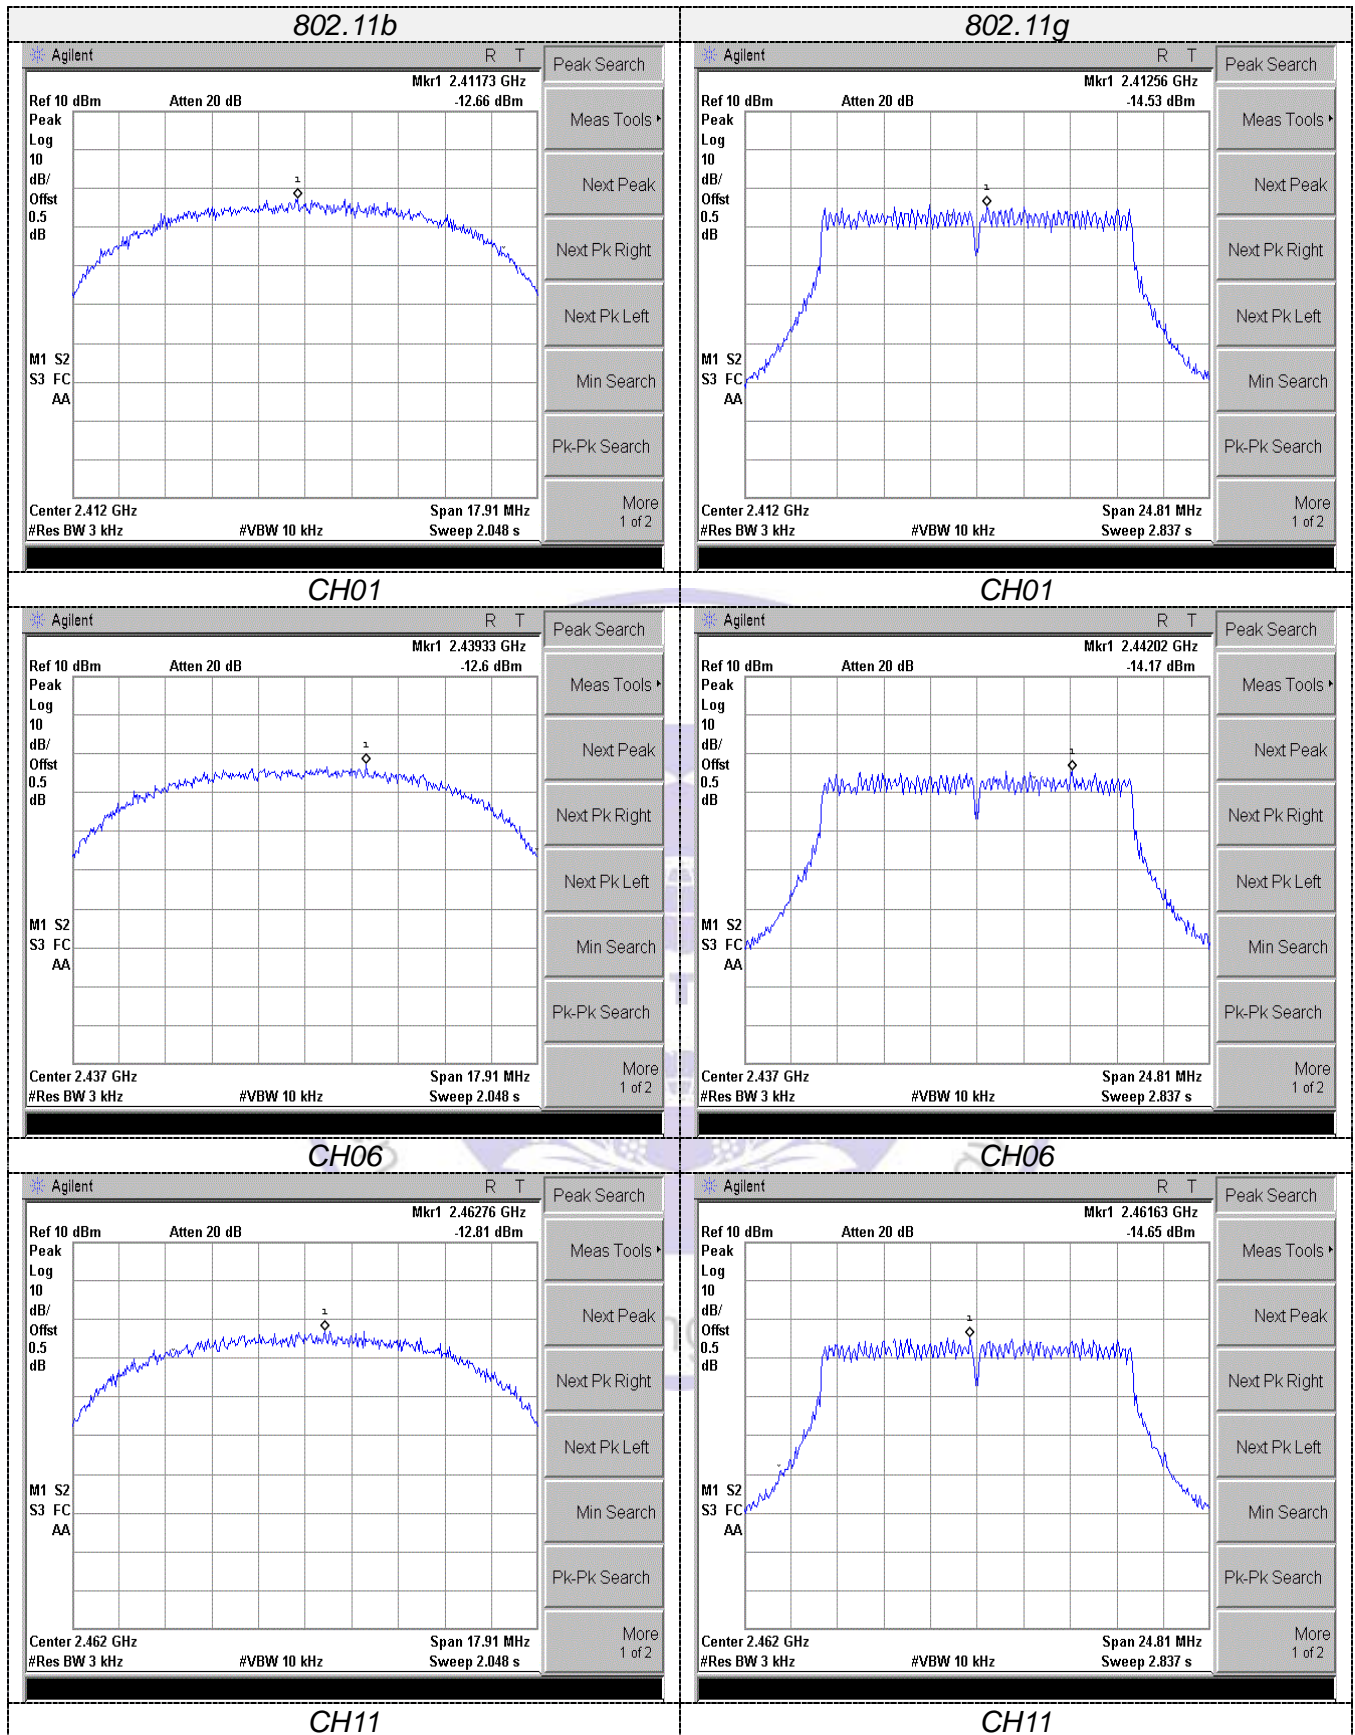 802.11b 802.11g
Agilent R T Peak Search
Mkr1 2.41173 GHz
Ref 10 dBm Atten 20 dB -12.66 dBm
Peak
Log
10
dB/
Offst
0.5
dB
1
M1 S2
S3 FC
AA
Center 2.412 GHz Span 17.91 MHz
#Res BW 3 kHz #VBW 10 kHz Sweep 2.048 s
Meas Tools
Next Peak
Next Pk Right
Next Pk Left
Min Search
Pk-Pk Search
More
1 of 2
Agilent R T Peak Search
Mkr1 2.41256 GHz
Ref 10 dBm Atten 20 dB -14.53 dBm
Peak
Log
10
dB/
Offst
0.5
dB
1
M1 S2
S3 FC
AA
Center 2.412 GHz Span 24.81 MHz
#Res BW 3 kHz #VBW 10 kHz Sweep 2.837 s
Meas Tools
Next Peak
Next Pk Right
Next Pk Left
Min Search
Pk-Pk Search
More
1 of 2
CH01 CH01
Agilent R T Peak Search
Mkr1 2.43933 GHz
Ref 10 dBm Atten 20 dB -12.6 dBm
Peak
Log
10
dB/
Offst
0.5
dB
1
M1 S2
S3 FC
AA
Center 2.437 GHz Span 17.91 MHz
#Res BW 3 kHz #VBW 10 kHz Sweep 2.048 s
Meas Tools
Next Peak
Next Pk Right
Next Pk Left
Min Search
Pk-Pk Search
More
1 of 2
Agilent R T Peak Search
Mkr1 2.44202 GHz
Ref 10 dBm Atten 20 dB -14.17 dBm
Peak
Log
10
dB/
Offst
0.5
dB
1
M1 S2
S3 FC
AA
Center 2.437 GHz Span 24.81 MHz
#Res BW 3 kHz #VBW 10 kHz Sweep 2.837 s
Meas Tools
Next Peak
Next Pk Right
Next Pk Left
Min Search
Pk-Pk Search
More
1 of 2
CH06 CH06
Agilent R T Peak Search
Mkr1 2.46276 GHz
Ref 10 dBm Atten 20 dB -12.81 dBm
Peak
Log
10
dB/
Offst
0.5
dB
1
M1 S2
S3 FC
AA
Center 2.462 GHz Span 17.91 MHz
#Res BW 3 kHz #VBW 10 kHz Sweep 2.048 s
Meas Tools
Next Peak
Next Pk Right
Next Pk Left
Min Search
Pk-Pk Search
More
1 of 2
Agilent R T Peak Search
Mkr1 2.46163 GHz
Ref 10 dBm Atten 20 dB -14.65 dBm
Peak
Log
10
dB/
Offst
0.5
dB
1
M1 S2
S3 FC
AA
Center 2.462 GHz Span 24.81 MHz
#Res BW 3 kHz #VBW 10 kHz Sweep 2.837 s
Meas Tools
Next Peak
Next Pk Right
Next Pk Left
Min Search
Pk-Pk Search
More
1 of 2
CH11 CH11